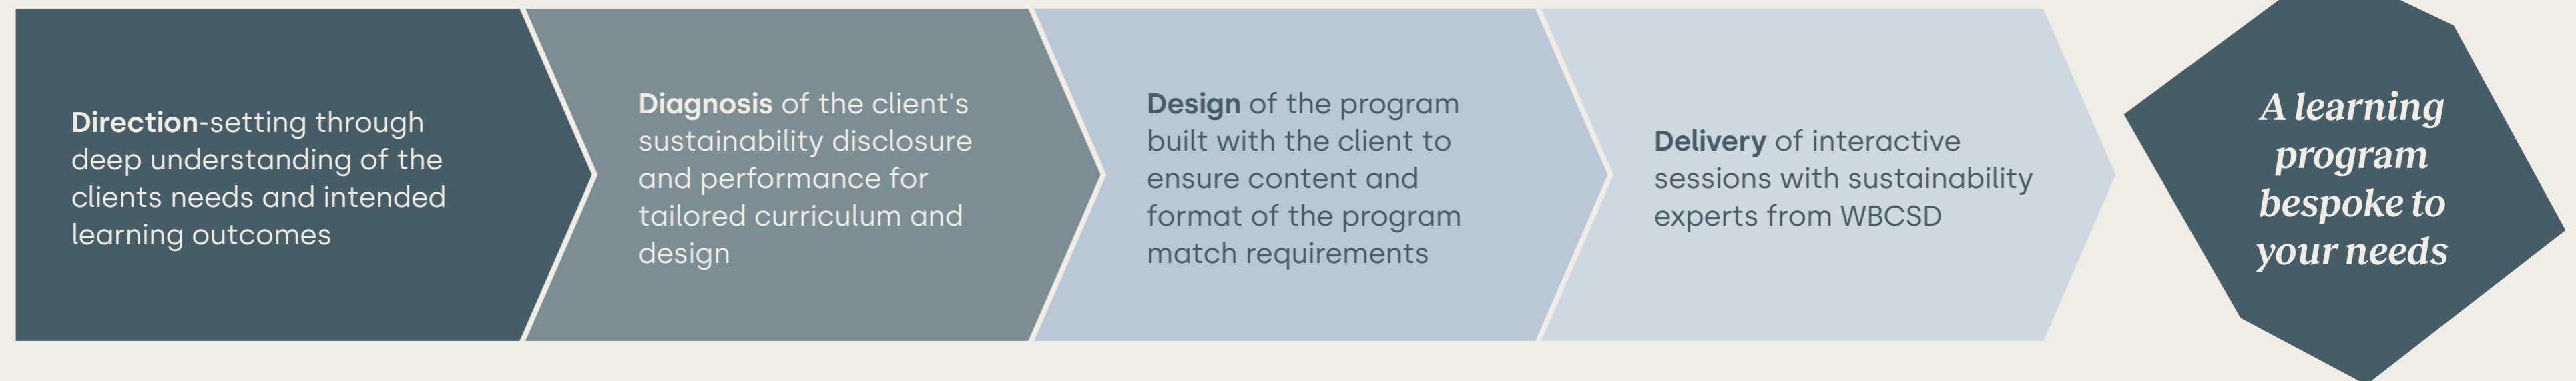 Direction-setting through
deep understanding of the
clients needs and intended
learning outcomes
Diagnosis of the client's
sustainability disclosure
and performance for
tailored curriculum and
design
Design of the program
built with the client to
ensure content and
format of the program
match requirements
Delivery of interactive
sessions with sustainability
experts from WBCSD
A learning
program
bespoke to
your needs